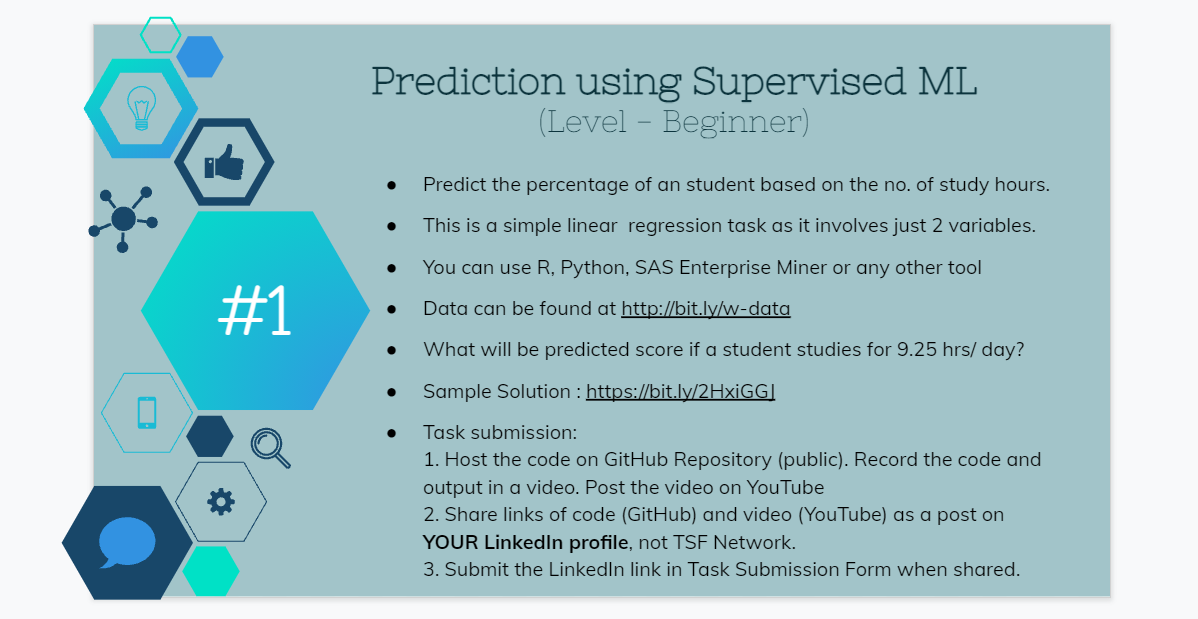 Prediction using Supervised ML
(Level - Beginner)
● Predict the percentage of an student based on the no. of study hours.
● This is a simple linear  regression task as it involves just 2 variables.
● You can use R, Python, SAS Enterprise Miner or any other tool
#1
● Data can be found at http://bit.ly/w-data
● What will be predicted score if a student studies for 9.25 hrs/ day?
● Sample Solution : https://bit.ly/2HxiGGJ
● Task submission:
1. Host the code on GitHub Repository (public). Record the code and
output in a video. Post the video on YouTube
2. Share links of code (GitHub) and video (YouTube) as a post on
YOUR LinkedIn profile, not TSF Network.
3. Submit the LinkedIn link in Task Submission Form when shared.